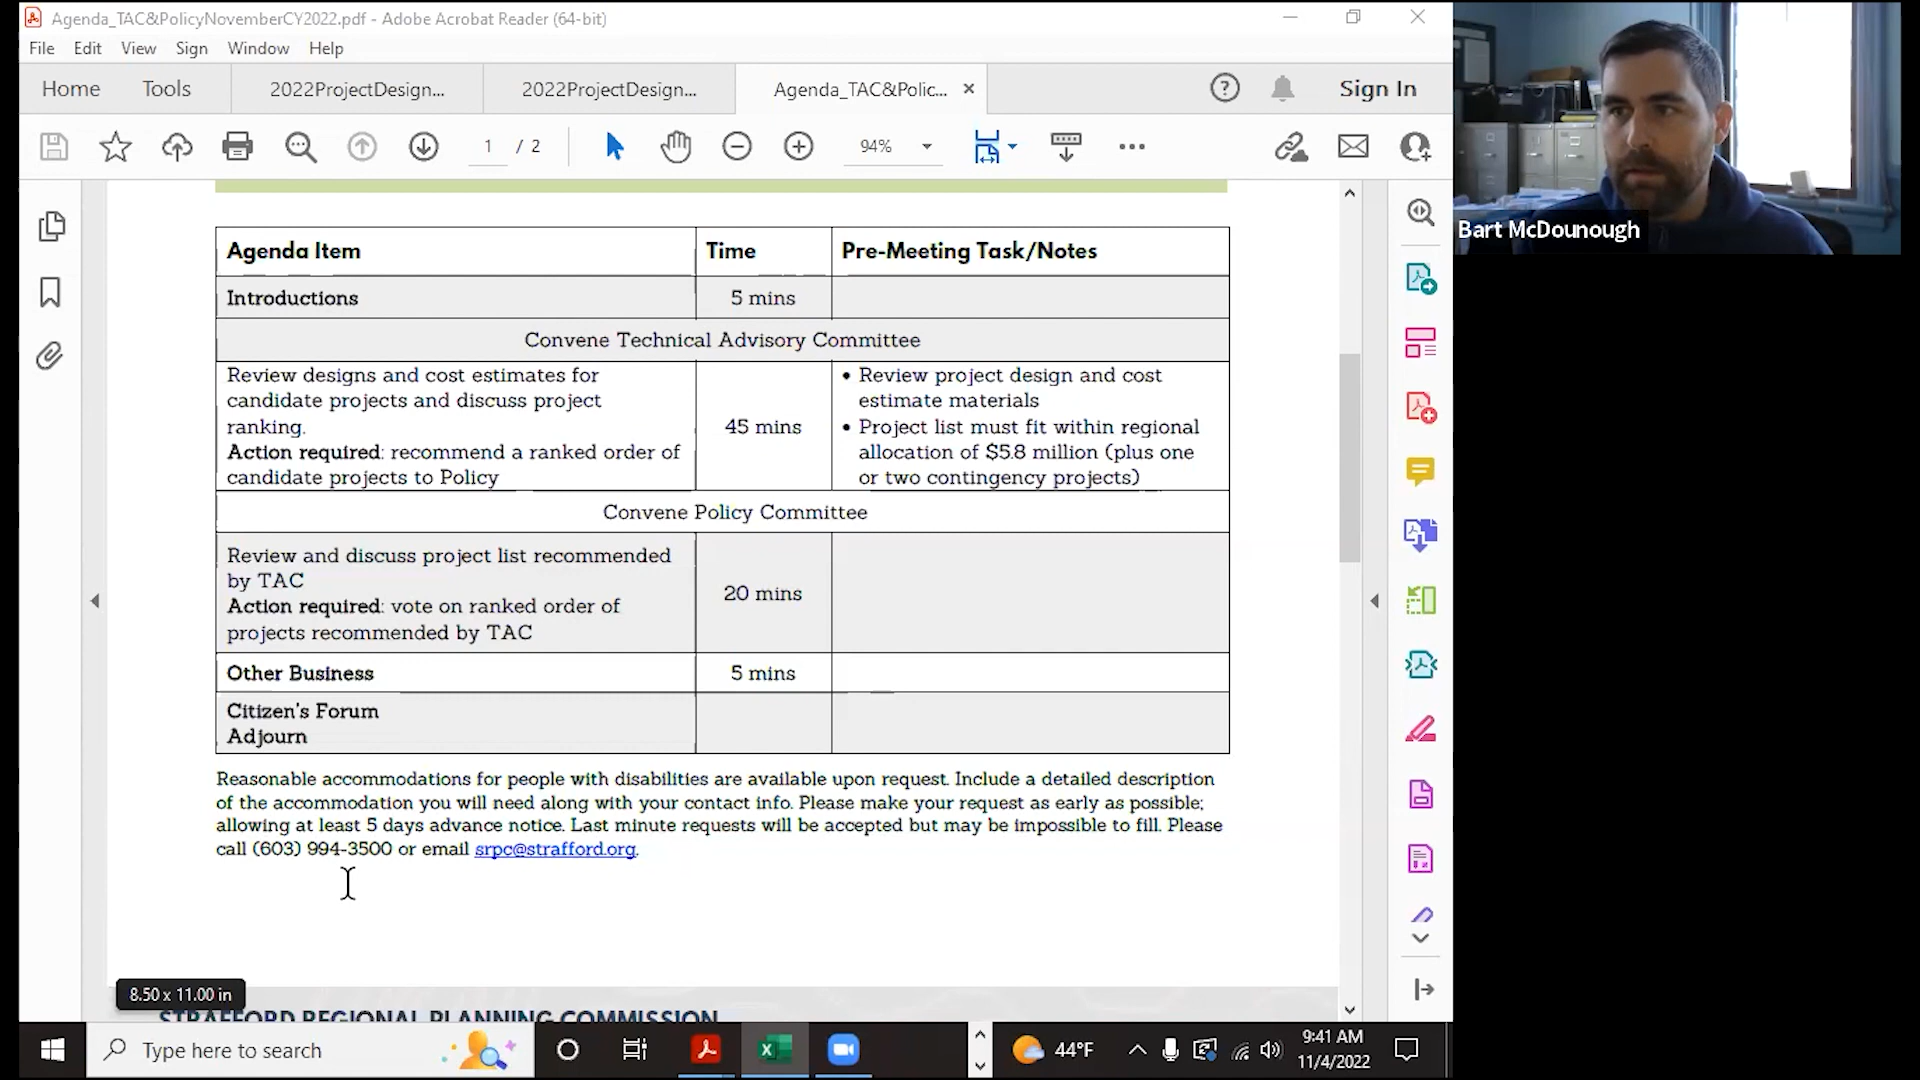 Agenda_TAC&PolicyNovemberCY2022.pdf - Adobe Acrobat Reader (64-bit)
File Edit View Sign Window Help
Home Tools 2022ProjectDesign... 2022ProjectDesign... Agenda_TAC&Polic... Sign In
1 / 2 94%
Bart McDounough
Agenda Item Time Pre-Meeting Task/Notes
Introductions 5 mins
Convene Technical Advisory Committee
Review designs and cost estimates for
candidate projects and discuss project
ranking.
Action required: recommend a ranked order of
candidate projects to Policy
45 mins
• Review project design and cost
estimate materials
• Project list must fit within regional
allocation of $5.8 million (plus one
or two contingency projects)
Convene Policy Committee
Review and discuss project list recommended
by TAC
Action required: vote on ranked order of
projects recommended by TAC
20 mins
Other Business 5 mins
Citizen's Forum
Adjourn
Reasonable accommodations for people with disabilities are available upon request. Include a detailed description
of the accommodation you will need along with your contact info. Please make your request as early as possible;
allowing at least 5 days advance notice. Last minute requests will be accepted but may be impossible to fill. Please
call (603) 994-3500 or email srpc@strafford.org.
8.50 x 11.00 in
STRAFFORD REGIONAL PLANNING COMMISSION
Type here to search
44°F
9:41 AM
11/4/2022